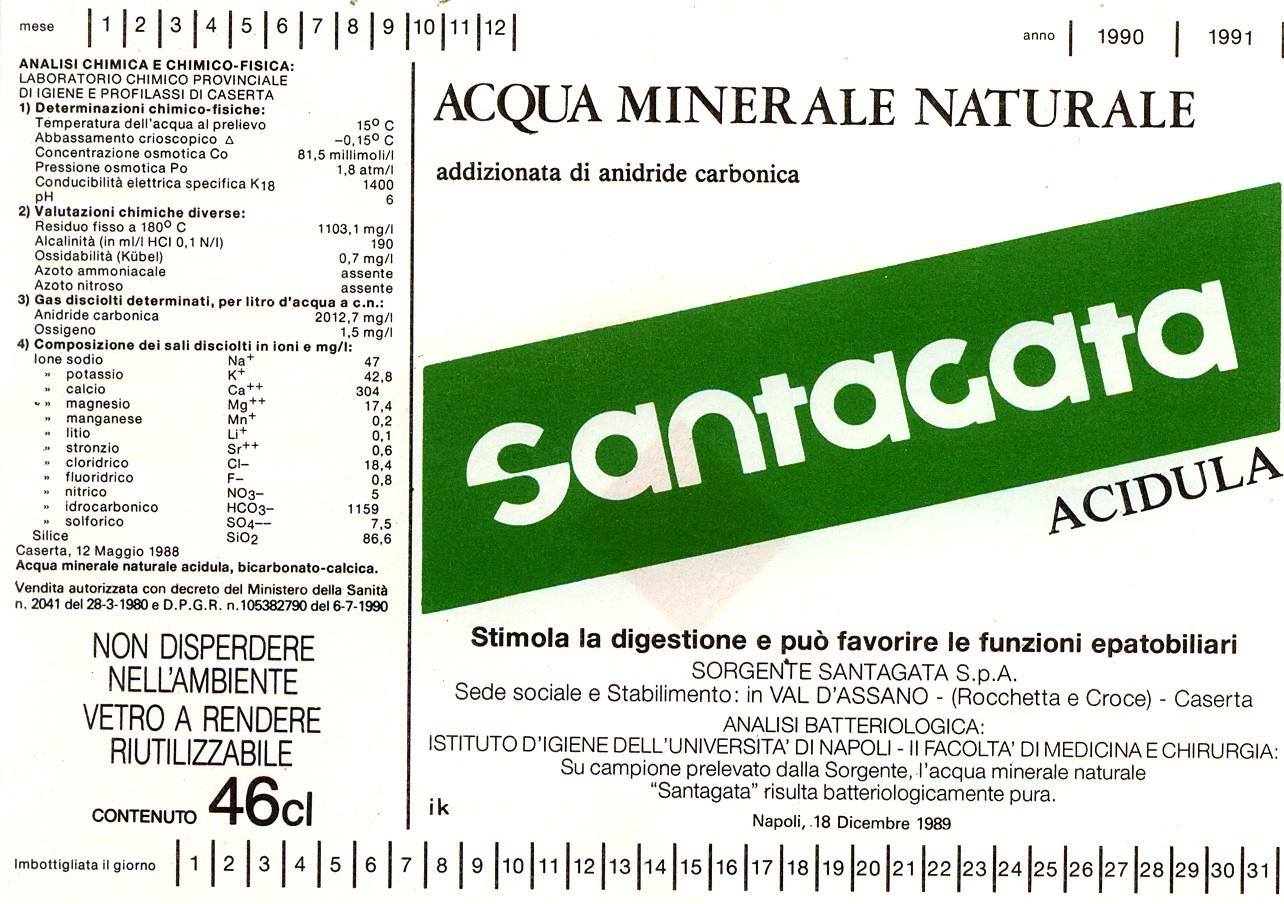 mese | 1 | 2 | 3 | 4 | 5 | 6 | 7 | 8 | 9 | 10 | 11 | 12 |
anno | 1990 | 1991 |
ANALISI CHIMICA E CHIMICO-FISICA:
LABORATORIO CHIMICO PROVINCIALE
DI IGIENE E PROFILASSI DI CASERTA
1) Determinazioni chimico-fisiche:
Temperatura dell'acqua al prelievo 15º C
Abbassamento crioscopico Δ –0,15º C
Concentrazione osmotica Co 81,5 millimoli/l
Pressione osmotica Po 1,8 atm/l
Conducibilità elettrica specifica K18 1400
pH 6
2) Valutazioni chimiche diverse:
Residuo fisso a 180º C 1103,1 mg/l
Alcalinità (in ml/l HCl 0,1 N/l) 190
Ossidabilità (Kübel) 0,7 mg/l
Azoto ammoniacale assente
Azoto nitroso assente
3) Gas disciolti determinati, per litro d'acqua a c.n.:
Anidride carbonica 2012,7 mg/l
Ossigeno 1,5 mg/l
4) Composizione dei sali disciolti in ioni e mg/l:
Ione sodio Na+ 47
» potassio K+ 42,8
» calcio Ca++ 304
» magnesio Mg++ 17,4
» manganese Mn+ 0,2
» litio Li+ 0,1
» stronzio Sr++ 0,6
» cloridrico Cl– 18,4
» fluoridrico F– 0,8
» nitrico NO3– 5
» idrocarbonico HCO3– 1159
» solforico SO4–– 7,5
Silice SiO2 86,6
Caserta, 12 Maggio 1988
Acqua minerale naturale acidula, bicarbonato-calcica.
Vendita autorizzata con decreto del Ministero della Sanità
n. 2041 del 28-3-1980 e D.P.G.R. n.105382790 del 6-7-1990
NON DISPERDERE
NELL'AMBIENTE
VETRO A RENDERE
RIUTILIZZABILE
CONTENUTO 46cl
ACQUA MINERALE NATURALE
addizionata di anidride carbonica
santagata
ACIDULA
Stimola la digestione e può favorire le funzioni epatobiliari
SORGENTE SANTAGATA S.p.A.
Sede sociale e Stabilimento: in VAL D'ASSANO - (Rocchetta e Croce) - Caserta
ANALISI BATTERIOLOGICA:
ISTITUTO D'IGIENE DELL'UNIVERSITA' DI NAPOLI - II FACOLTA' DI MEDICINA E CHIRURGIA:
Su campione prelevato dalla Sorgente, l'acqua minerale naturale
"Santagata" risulta batteriologicamente pura.
ik
Napoli, 18 Dicembre 1989
Imbottigliata il giorno | 1 | 2 | 3 | 4 | 5 | 6 | 7 | 8 | 9 | 10 | 11 | 12 | 13 | 14 | 15 | 16 | 17 | 18 | 19 | 20 | 21 | 22 | 23 | 24 | 25 | 26 | 27 | 28 | 29 | 30 | 31 |